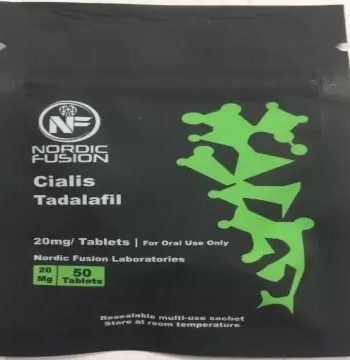 NF
NORDIC
FUSION
Cialis
Tadalafil
20mg/ Tablets | For Oral Use Only
Nordic Fusion Laboratories
20 Mg 50 Tablets
Resealable multi-use sachet
Store at room temperature